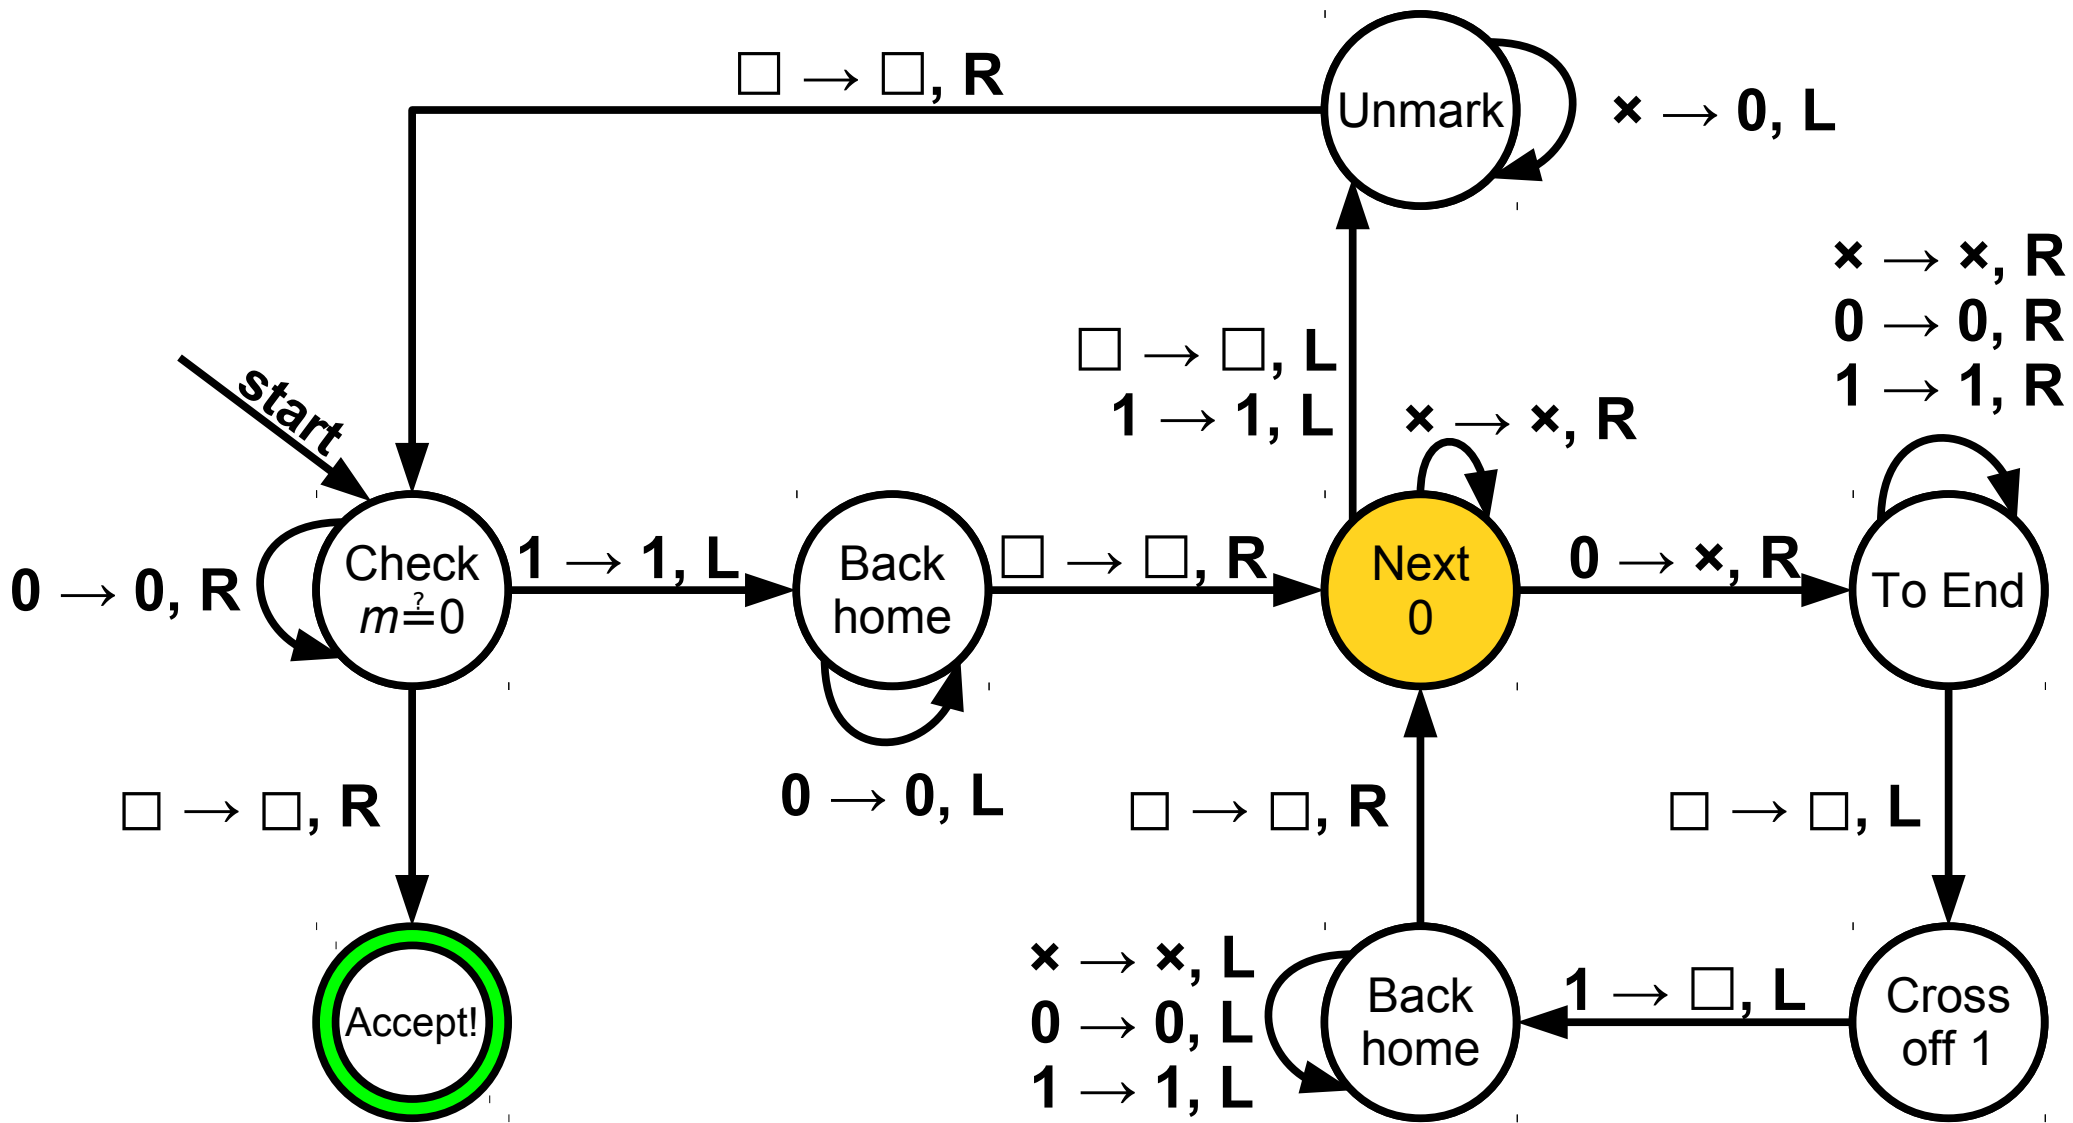 □ → □, R
Unmark
× → 0, L
× → ×, R
0 → 0, R
1 → 1, R
□ → □, L
1 → 1, L
× → ×, R
start
Check
m≟0
0 → 0, R
1 → 1, L
Back
home
□ → □, R
Next
0
0 → ×, R
To End
0 → 0, L
□ → □, R
□ → □, R
□ → □, L
Accept!
× → ×, L
0 → 0, L
1 → 1, L
Back
home
1 → □, L
Cross
off 1